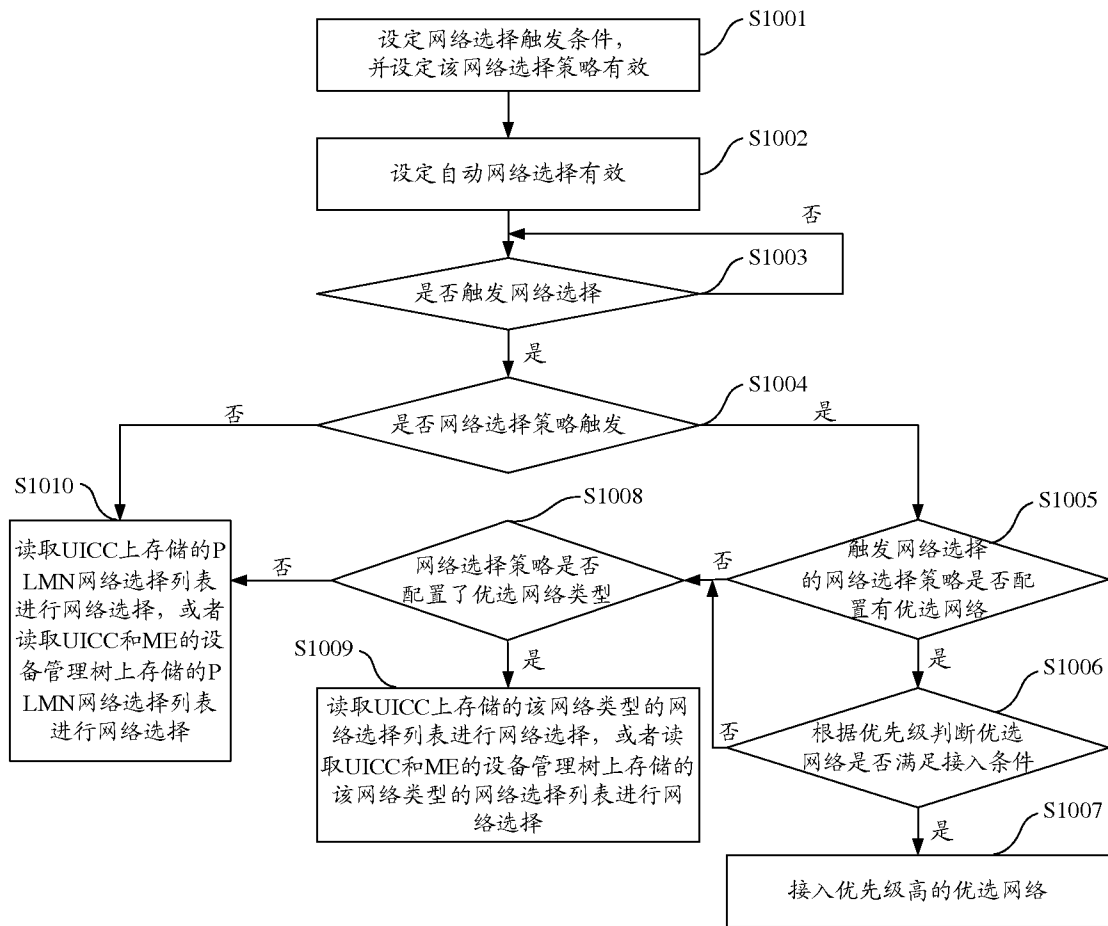 S1001
设定网络选择触发条件，
并设定该网络选择策略有效
S1002
设定自动网络选择有效
否
S1003
是否触发网络选择
是
S1004
是否网络选择策略触发
否
是
S1010
读取UICC上存储的P
LMN网络选择列表
进行网络选择，或者
读取UICC和ME的设
备管理树上存储的P
LMN网络选择列表
进行网络选择
S1008
网络选择策略是否
配置了优选网络类型
否
是
S1005
触发网络选择
的网络选择策略是否配
置有优选网络
否
是
S1009
读取UICC上存储的该网络类型的网
络选择列表进行网络选择，或者读
取UICC和ME的设备管理树上存储的
该网络类型的网络选择列表进行网
络选择
S1006
根据优先级判断优选
网络是否满足接入条件
否
是
S1007
接入优先级高的优选网络